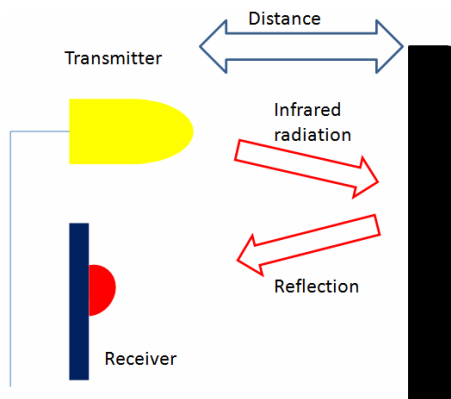 Distance
Transmitter
Infrared
radiation
Reflection
Receiver